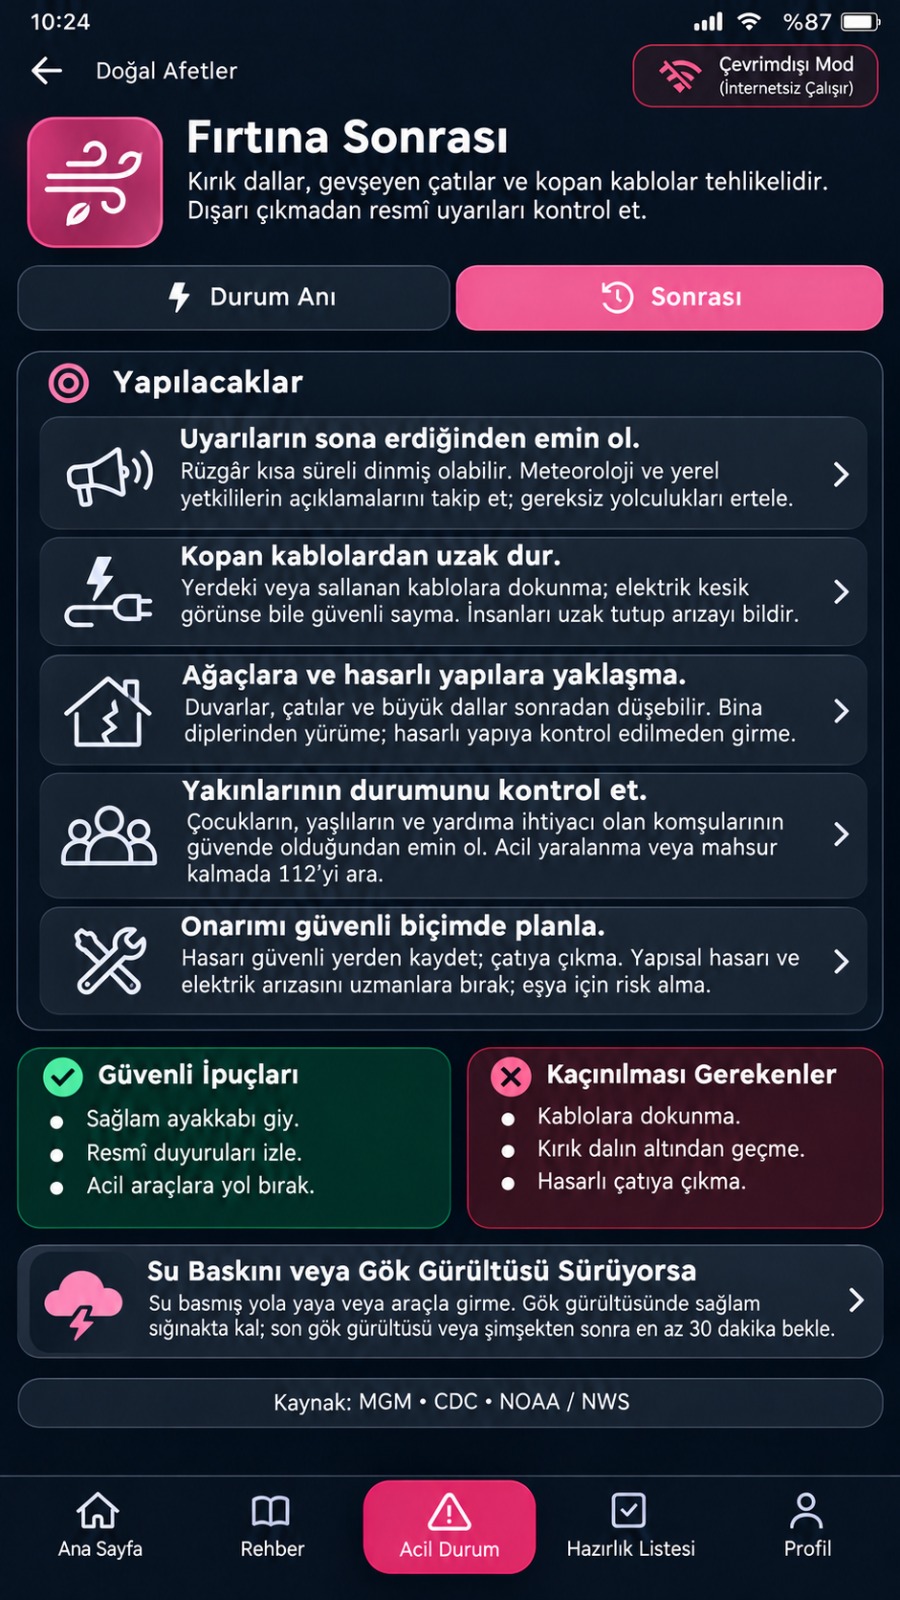 10:24
%87
Doğal Afetler
Çevrimdışı Mod
(İnternetsiz Çalışır)
Fırtına Sonrası
Kırık dallar, gevşeyen çatılar ve kopan kablolar tehlikelidir.
Dışarı çıkmadan resmî uyarıları kontrol et.
Durum Anı
Sonrası
Yapılacaklar
Uyarıların sona erdiğinden emin ol.
Rüzgâr kısa süreli dinmiş olabilir. Meteoroloji ve yerel
yetkililerin açıklamalarını takip et; gereksiz yolculukları ertele.
Kopan kablolardan uzak dur.
Yerdeki veya sallanan kablolara dokunma; elektrik kesik
görünse bile güvenli sayma. İnsanları uzak tutup arızayı bildir.
Ağaçlara ve hasarlı yapılara yaklaşma.
Duvarlar, çatılar ve büyük dallar sonradan düşebilir. Bina
diplerinden yürüme; hasarlı yapıya kontrol edilmeden girme.
Yakınlarının durumunu kontrol et.
Çocukların, yaşlıların ve yardıma ihtiyacı olan komşularının
güvende olduğundan emin ol. Acil yaralanma veya mahsur
kalmada 112’yi ara.
Onarımı güvenli biçimde planla.
Hasarı güvenli yerden kaydet; çatıya çıkma. Yapısal hasarı ve
elektrik arızasını uzmanlara bırak; eşya için risk alma.
Güvenli İpuçları
● Sağlam ayakkabı giy.
● Resmî duyuruları izle.
● Acil araçlara yol bırak.
Kaçınılması Gerekenler
● Kablolara dokunma.
● Kırık dalın altından geçme.
● Hasarlı çatıya çıkma.
Su Baskını veya Gök Gürültüsü Sürüyorsa
Su basmış yola yaya veya araçla girme. Gök gürültüsünde sağlam
sığınakta kal; son gök gürültüsü veya şimşekten sonra en az 30 dakika bekle.
Kaynak: MGM • CDC • NOAA / NWS
Ana Sayfa
Rehber
Acil Durum
Hazırlık Listesi
Profil